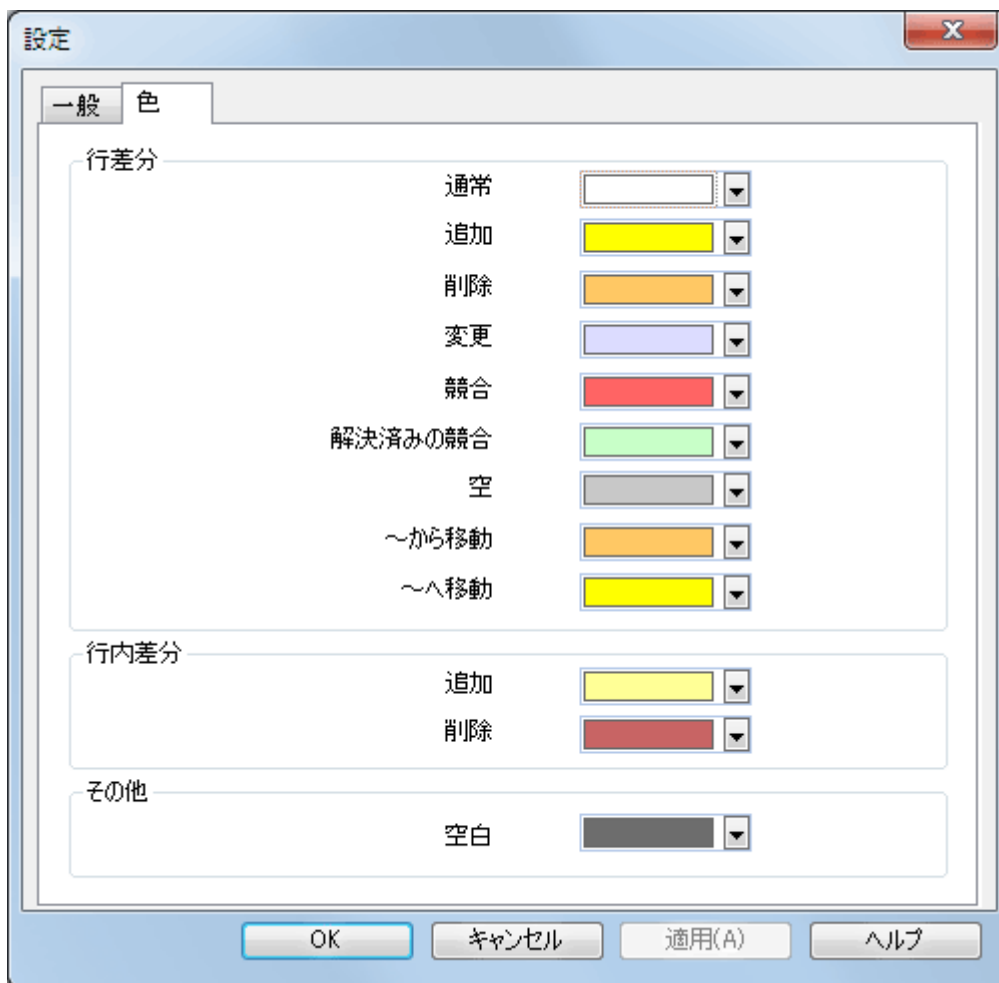 設定
一般
色
行差分
通常
追加
削除
変更
競合
解決済みの競合
空
～から移動
～へ移動
行内差分
追加
削除
その他
空白
OK
キャンセル
適用(A)
ヘルプ